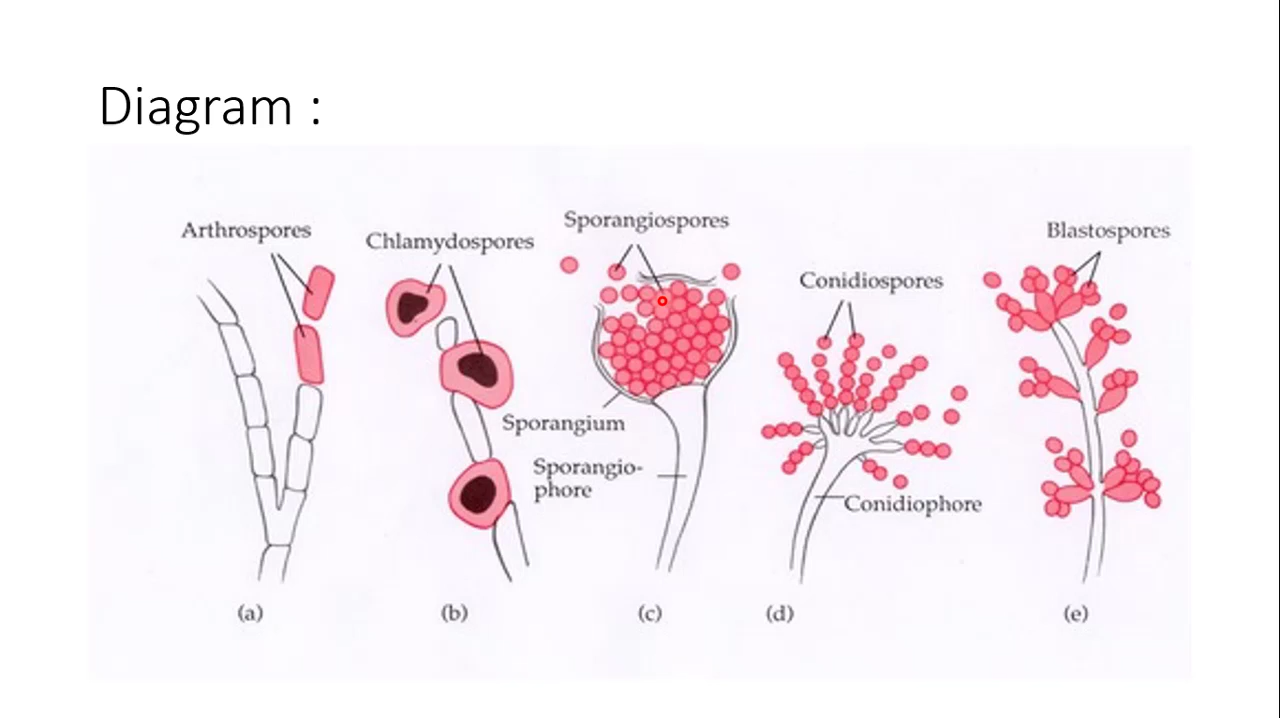 Diagram :
Arthrospores
Chlamydospores
Sporangiospores
Conidiospores
Blastospores
Sporangium
Sporangio-
phore
Conidiophore
(a)
(b)
(c)
(d)
(e)